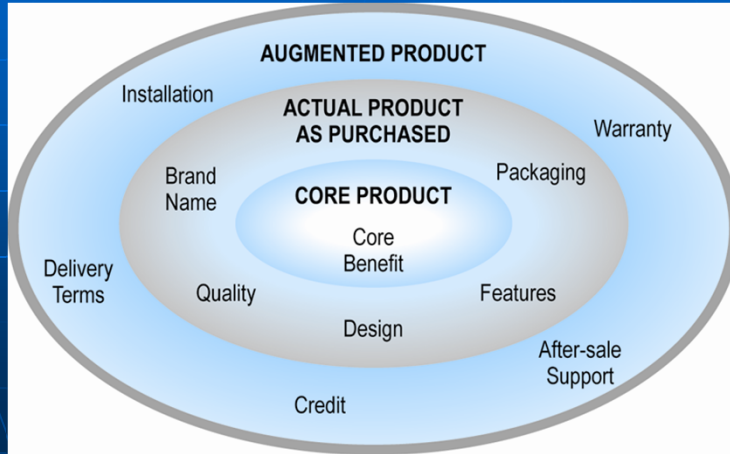 AUGMENTED PRODUCT
Installation
ACTUAL PRODUCT
AS PURCHASED
Warranty
Brand
Name
Packaging
CORE PRODUCT
Core
Benefit
Delivery
Terms
Quality
Features
Design
After-sale
Support
Credit